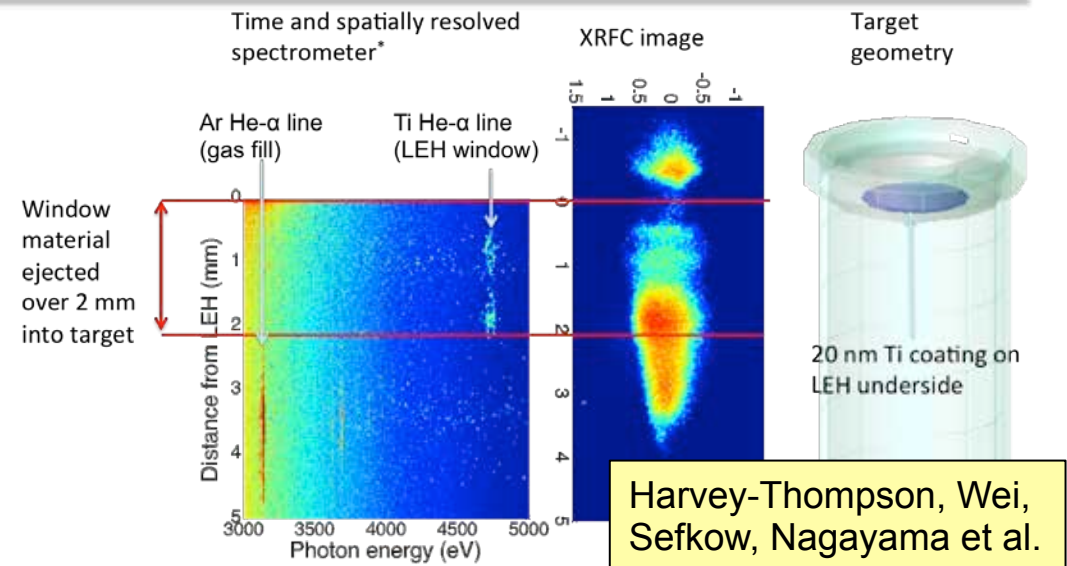 Time and spatially resolved
spectrometer*
XRFC image
Target
geometry
Ar He-α line
(gas fill)
Ti He-α line
(LEH window)
Window
material
ejected
over 2 mm
into target
Distance from LEH (mm)
0
1
2
3
4
5
3000 3500 4000 4500 5000
Photon energy (eV)
1.5 1 0.5 0 -0.5 -1
-1
0
1
2
3
4
5
20 nm Ti coating on
LEH underside
Harvey-Thompson, Wei,
Sefkow, Nagayama et al.